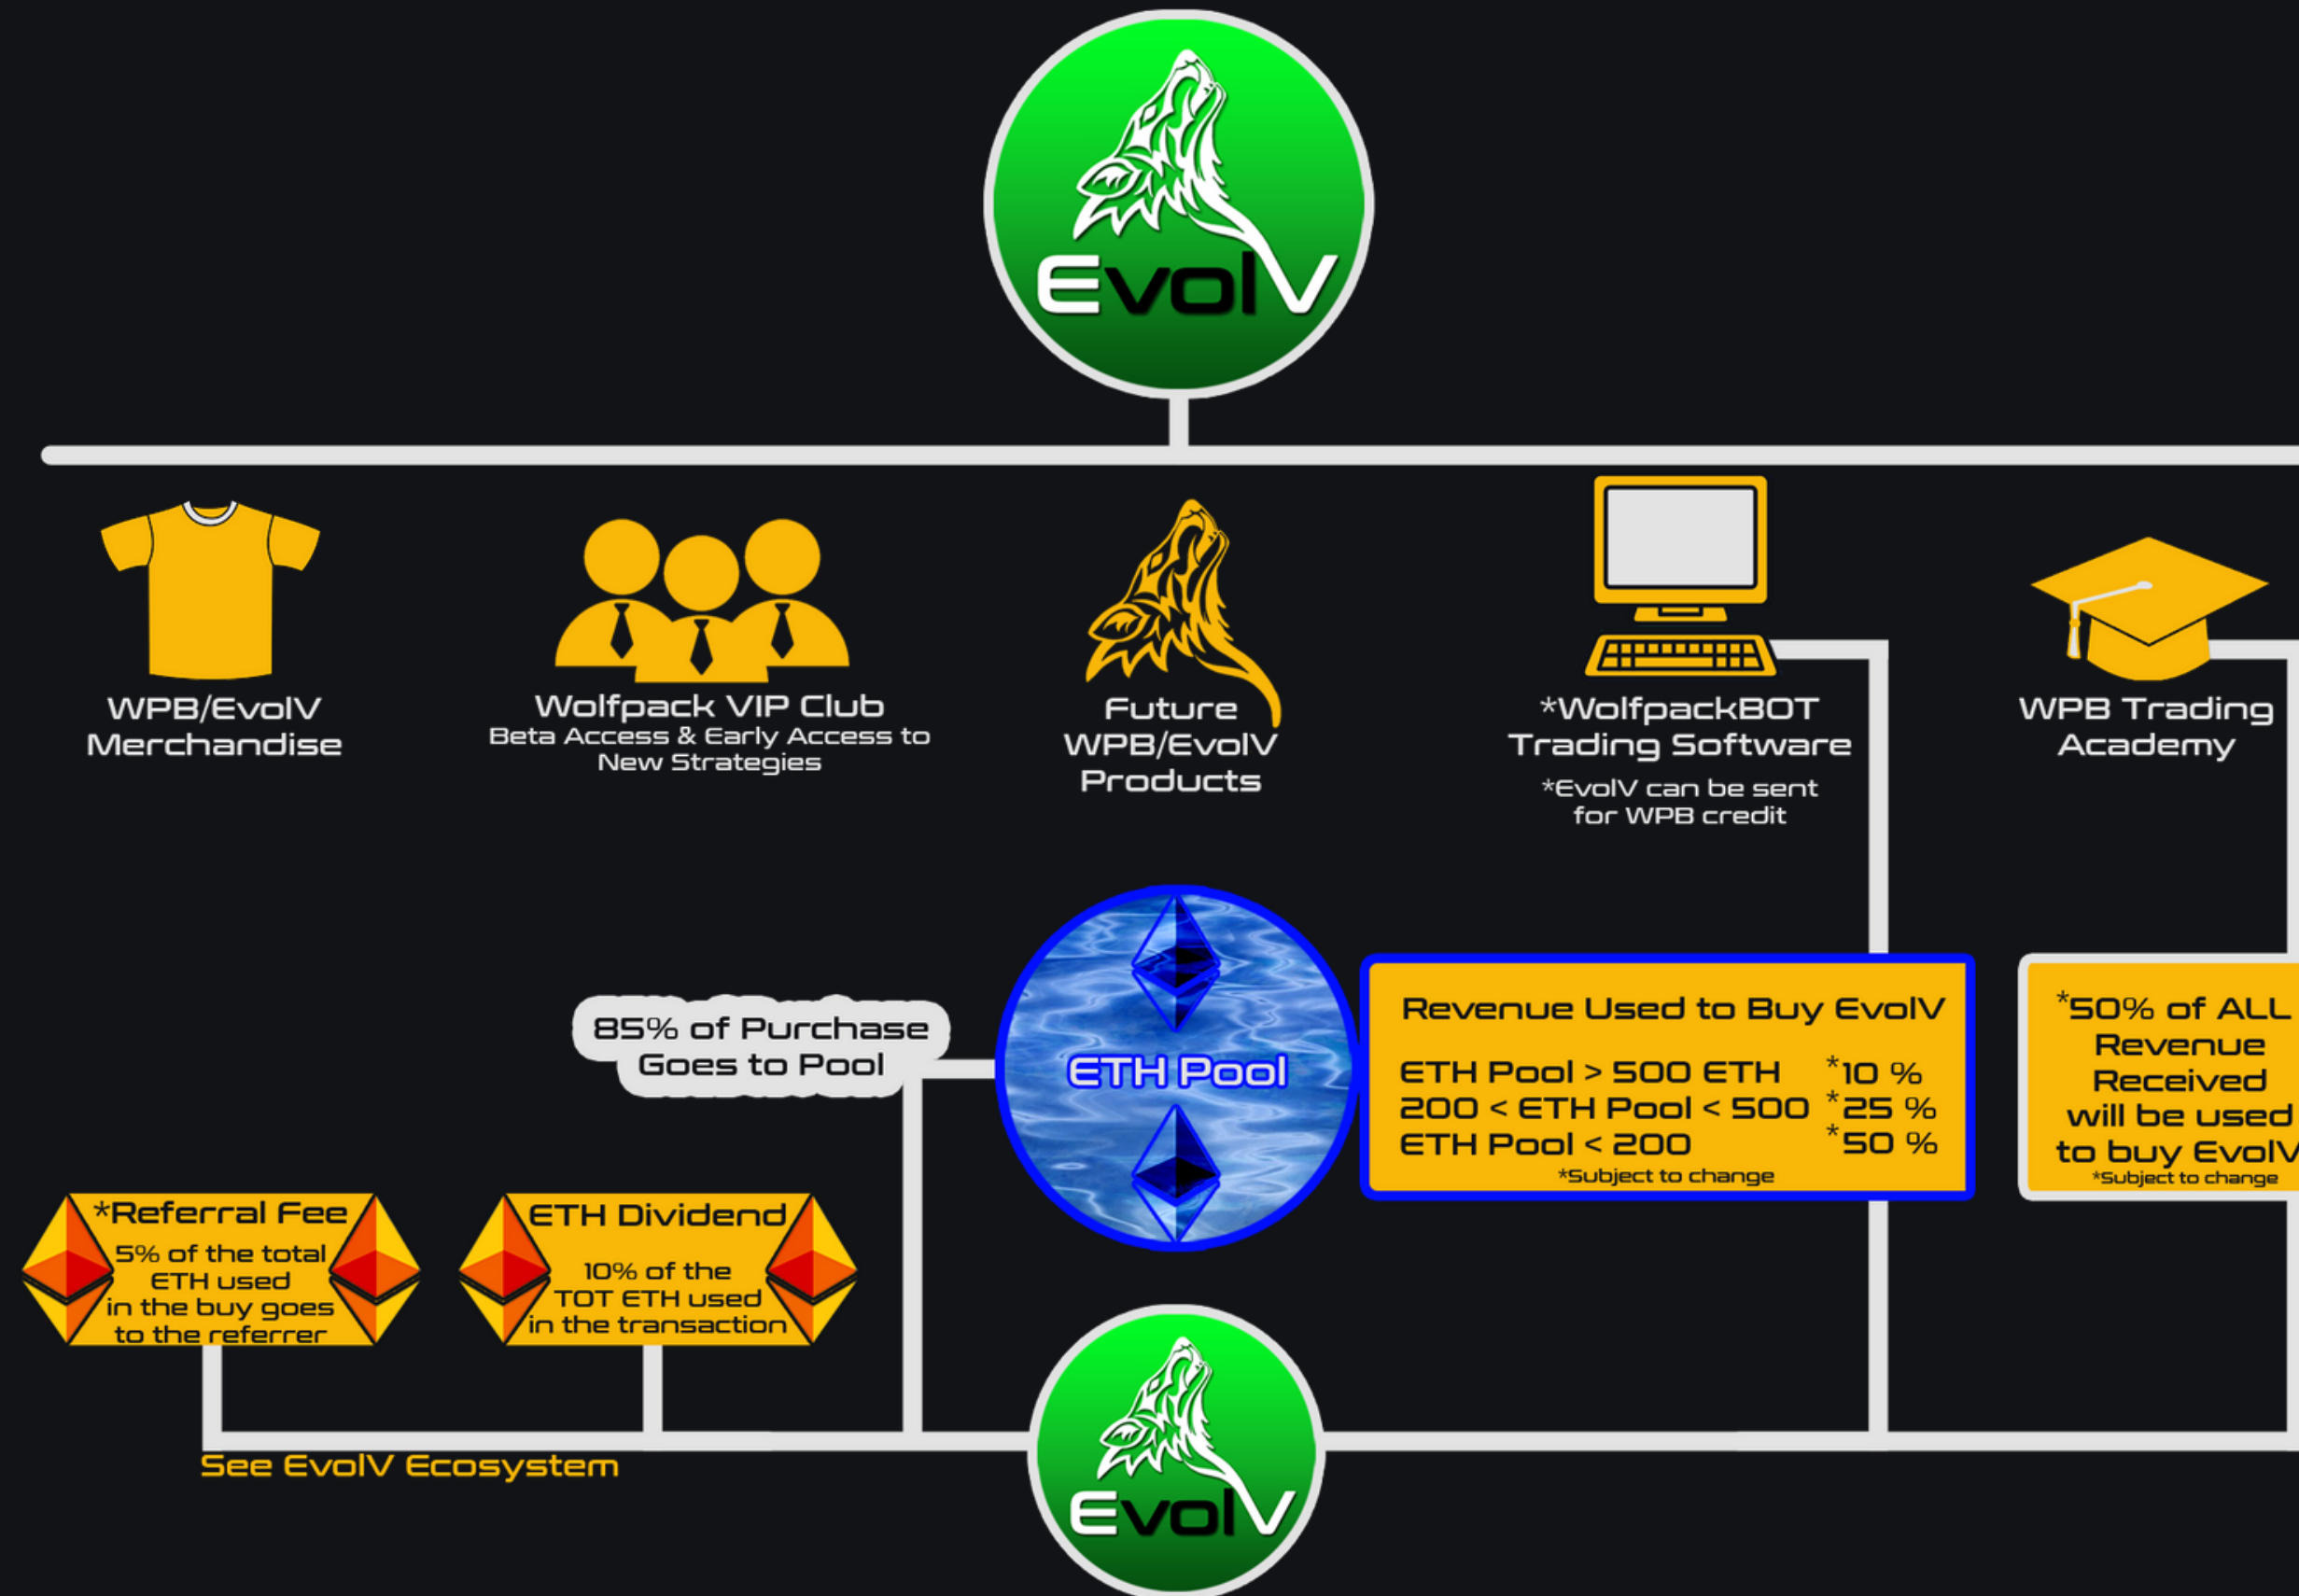 EvolV
WPB/EvolV
Merchandise
Wolfpack VIP Club
Beta Access & Early Access to
New Strategies
Future
WPB/EvolV
Products
*WolfpackBOT
Trading Software
*EvolV can be sent
for WPB credit
WPB Trading
Academy
85% of Purchase
Goes to Pool
ETH Pool
Revenue Used to Buy EvolV
ETH Pool > 500 ETH *10 %
200 < ETH Pool < 500 *25 %
ETH Pool < 200 *50 %
*Subject to change
*50% of ALL
Revenue
Received
will be used
to buy EvolV
*Subject to change
*Referral Fee
5% of the total
ETH used
in the buy goes
to the referrer
ETH Dividend
10% of the
TOT ETH used
in the transaction
See EvolV Ecosystem
EvolV